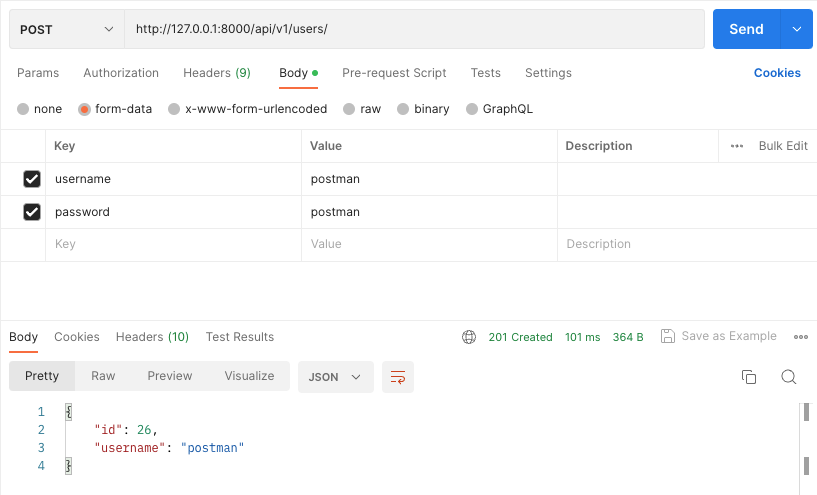 POST http://127.0.0.1:8000/api/v1/users/ Send
Params Authorization Headers (9) Body Pre-request Script Tests Settings Cookies
none form-data x-www-form-urlencoded raw binary GraphQL
Key Value Description Bulk Edit
username postman
password postman
Key Value Description
Body Cookies Headers (10) Test Results 201 Created 101 ms 364 B Save as Example
Pretty Raw Preview Visualize JSON
1 {
2 "id": 26,
3 "username": "postman"
4 }